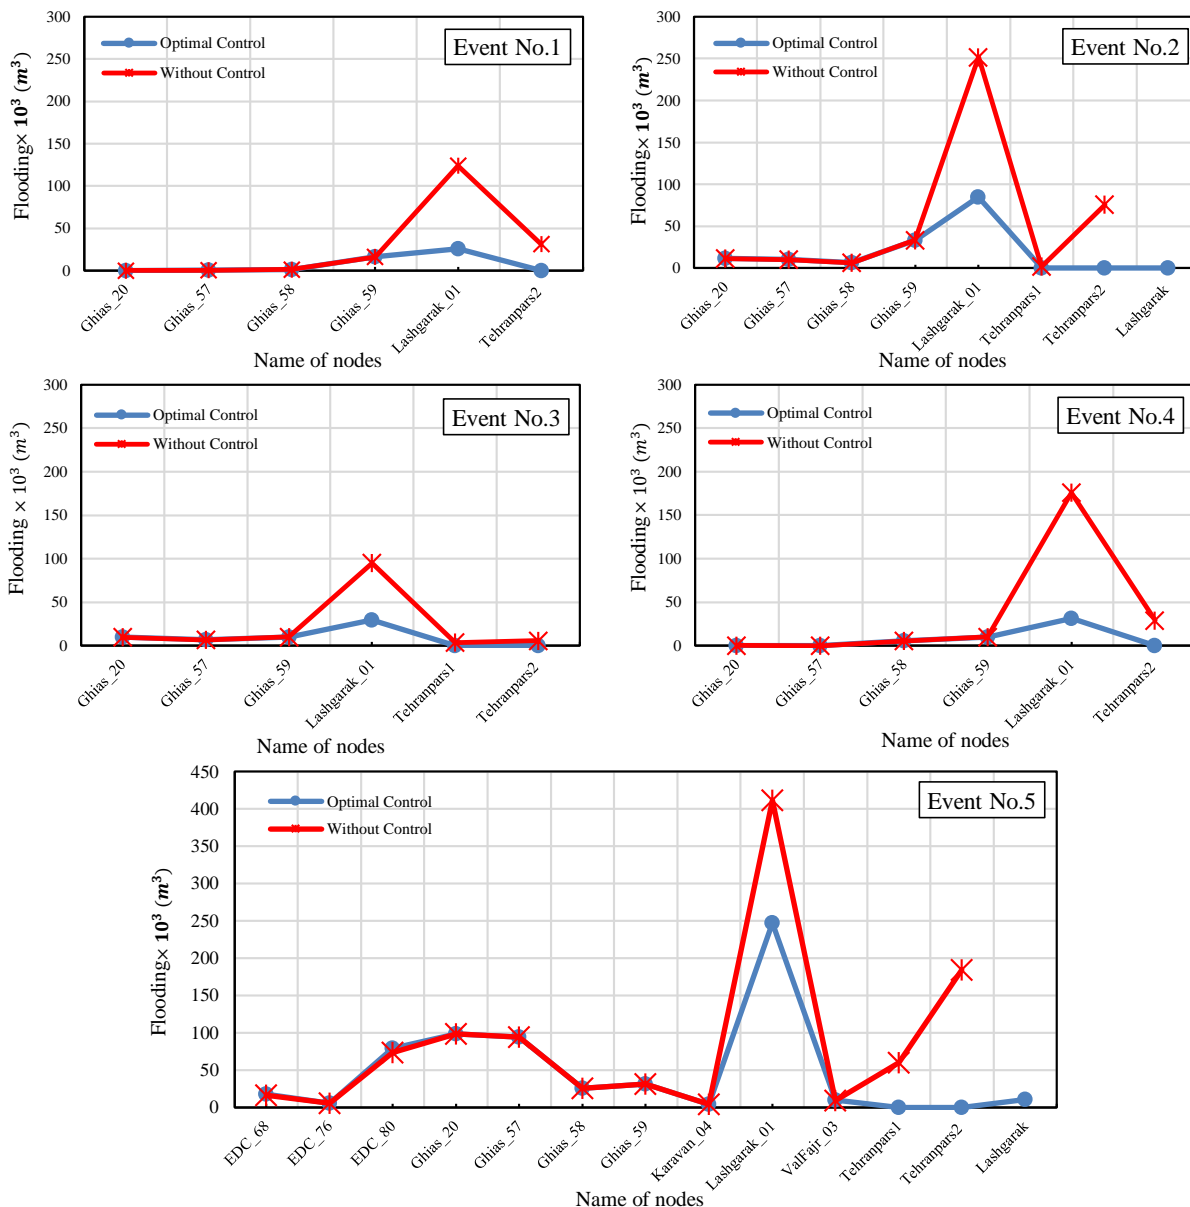 Event No.1
Optimal Control
Without Control
Flooding× 10³ (m³)
300
250
200
150
100
50
0
Ghias_20
Ghias_57
Ghias_58
Ghias_59
Lashgarak_01
Tehranpars2
Name of nodes
Event No.2
Optimal Control
Without Control
Flooding× 10³ (m³)
300
250
200
150
100
50
0
Ghias_20
Ghias_57
Ghias_58
Ghias_59
Lashgarak_01
Tehranpars1
Tehranpars2
Lashgarak
Name of nodes
Event No.3
Optimal Control
Without Control
Flooding × 10³ (m³)
300
250
200
150
100
50
0
Ghias_20
Ghias_57
Ghias_59
Lashgarak_01
Tehranpars1
Tehranpars2
Name of nodes
Event No.4
Optimal Control
Without Control
Flooding × 10³ (m³)
300
250
200
150
100
50
0
Ghias_20
Ghias_57
Ghias_58
Ghias_59
Lashgarak_01
Tehranpars2
Name of nodes
Event No.5
Optimal Control
Without Control
Flooding× 10³ (m³)
450
400
350
300
250
200
150
100
50
0
EDC_68
EDC_76
EDC_80
Ghias_20
Ghias_57
Ghias_58
Ghias_59
Karavan_04
Lashgarak_01
ValFajr_03
Tehranpars1
Tehranpars2
Lashgarak
Name of nodes